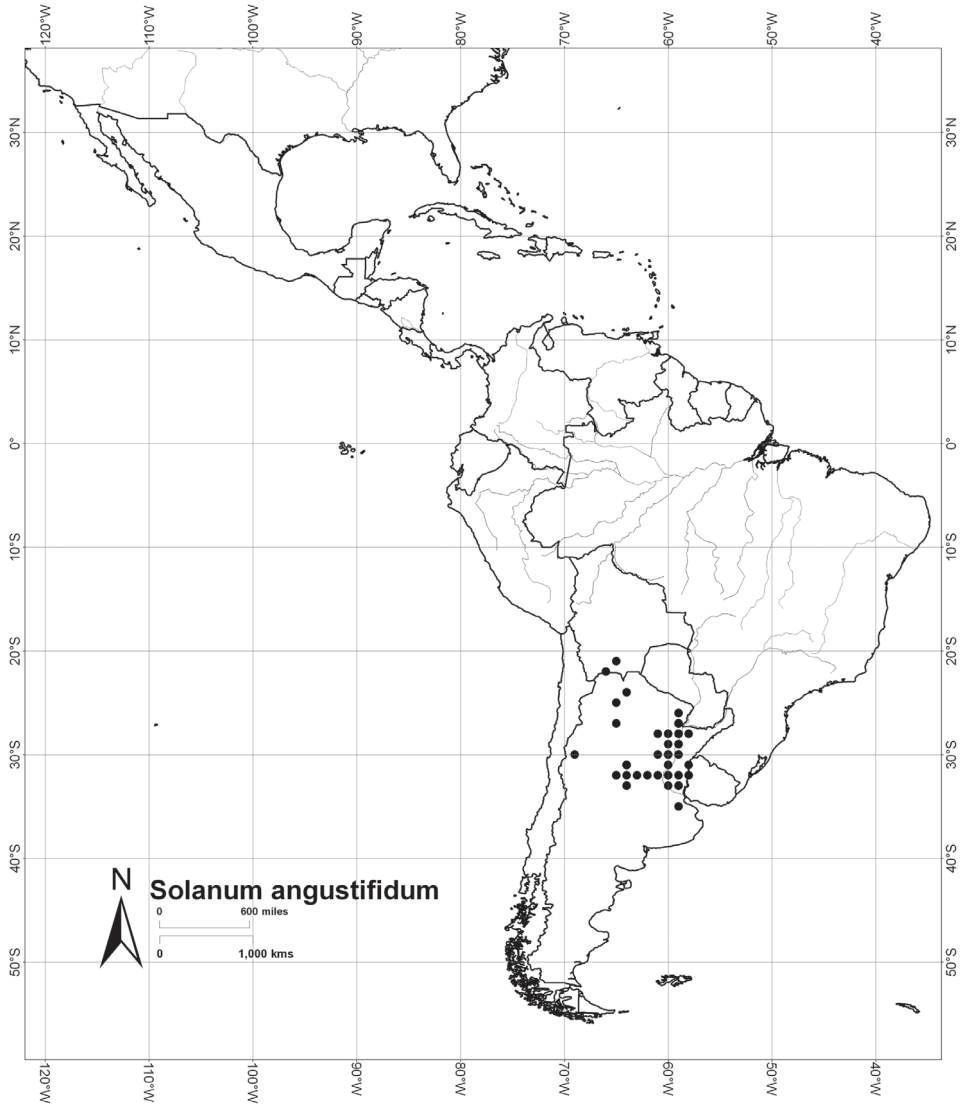 120°W 110°W 100°W 90°W 80°W 70°W 60°W 50°W 40°W
30°N 30°N
20°N 20°N
10°N 10°N
0° 0°
10°S 10°S
20°S 20°S
30°S 30°S
40°S 40°S
N
Solanum angustifidum
0 600 miles
0 1,000 kms
50°S 50°S
120°W 110°W 100°W 90°W 80°W 70°W 60°W 50°W 40°W